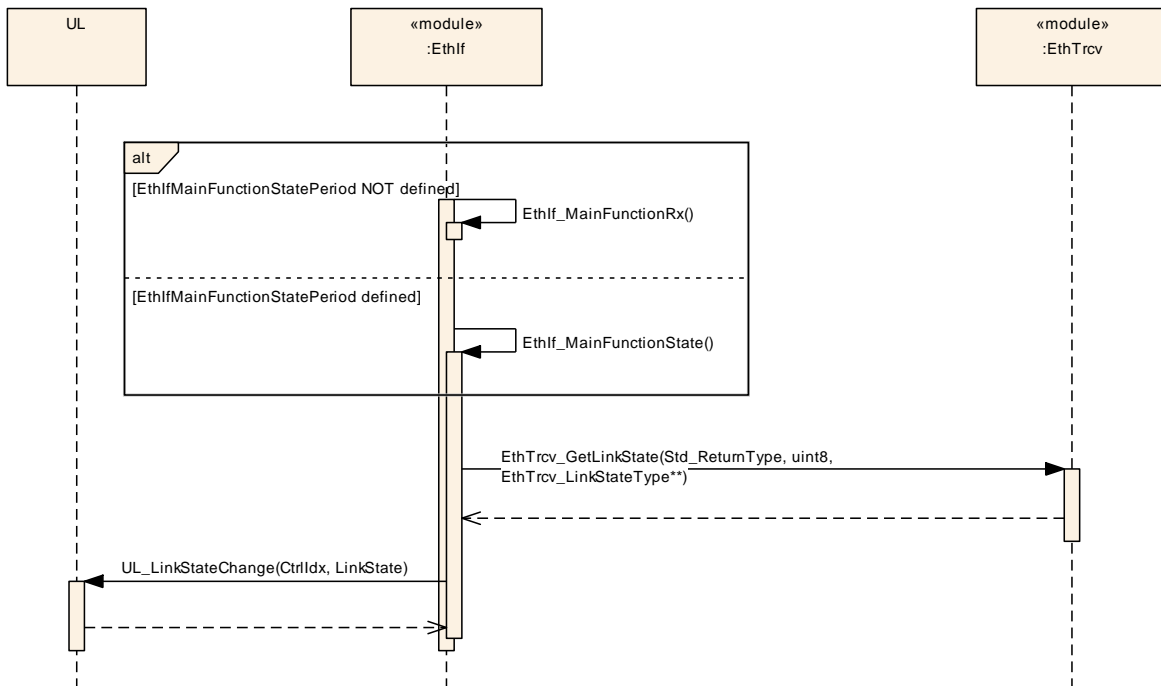 UL
«module»
:EthIf
«module»
:EthTrcv
alt
[EthIfMainFunctionStatePeriod NOT defined]
EthIf_MainFunctionRx()
[EthIfMainFunctionStatePeriod defined]
EthIf_MainFunctionState()
EthTrcv_GetLinkState(Std_ReturnType, uint8,
EthTrcv_LinkStateType**)
UL_LinkStateChange(CtrlIdx, LinkState)